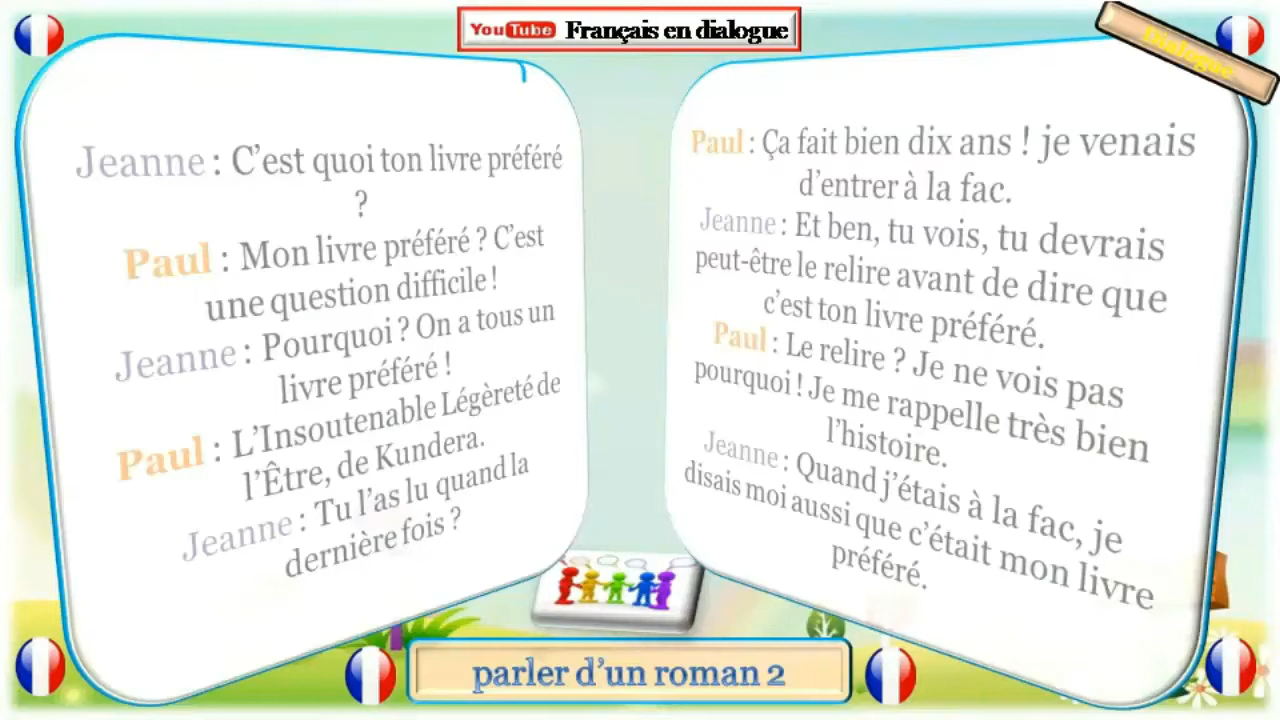 YouTube Français en dialogue
Dialogue
Jeanne : C’est quoi ton livre préféré
?
Paul : Mon livre préféré ? C’est
une question difficile !
Jeanne : Pourquoi ? On a tous un
livre préféré !
Paul : L’Insoutenable Légèreté de
l’Être, de Kundera.
Jeanne : Tu l’as lu quand la
dernière fois ?
Paul : Ça fait bien dix ans ! je venais
d’entrer à la fac.
Jeanne : Et ben, tu vois, tu devrais
peut-être le relire avant de dire que
c’est ton livre préféré.
Paul : Le relire ? Je ne vois pas
pourquoi ! Je me rappelle très bien
l’histoire.
Jeanne : Quand j’étais à la fac, je
disais moi aussi que c’était mon livre
préféré.
parler d’un roman 2